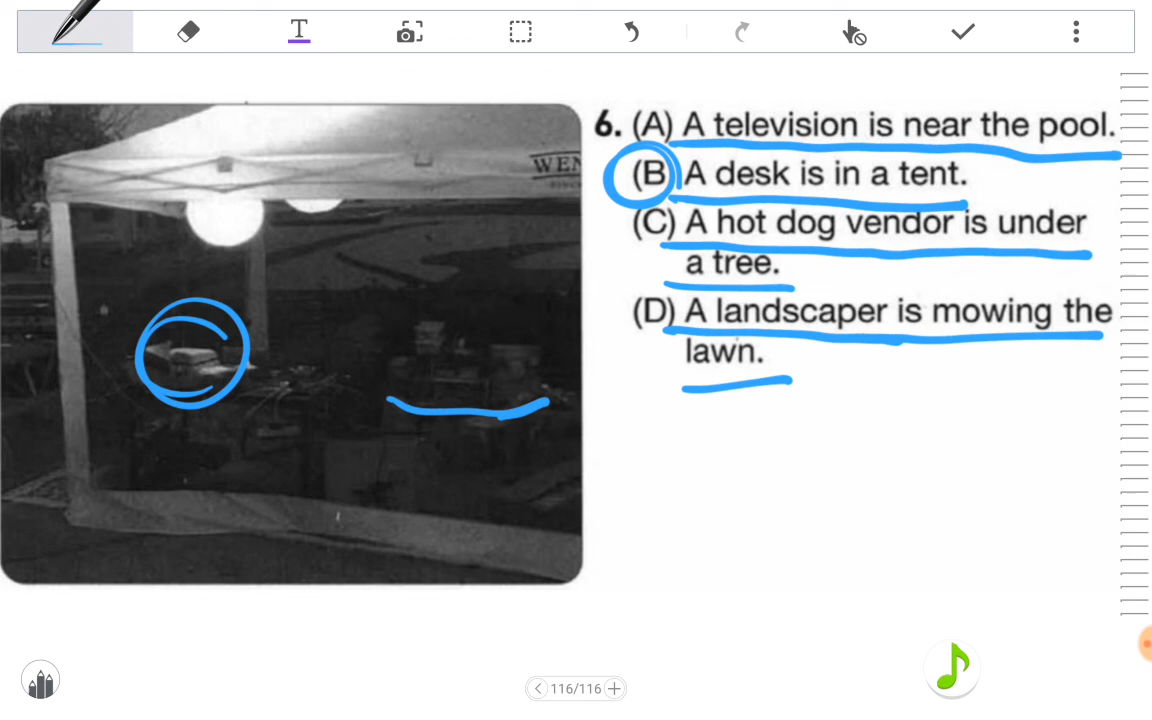 T
WEN
6. (A) A television is near the pool.
(B) A desk is in a tent.
(C) A hot dog vendor is under
a tree.
(D) A landscaper is mowing the
lawn.
116/116